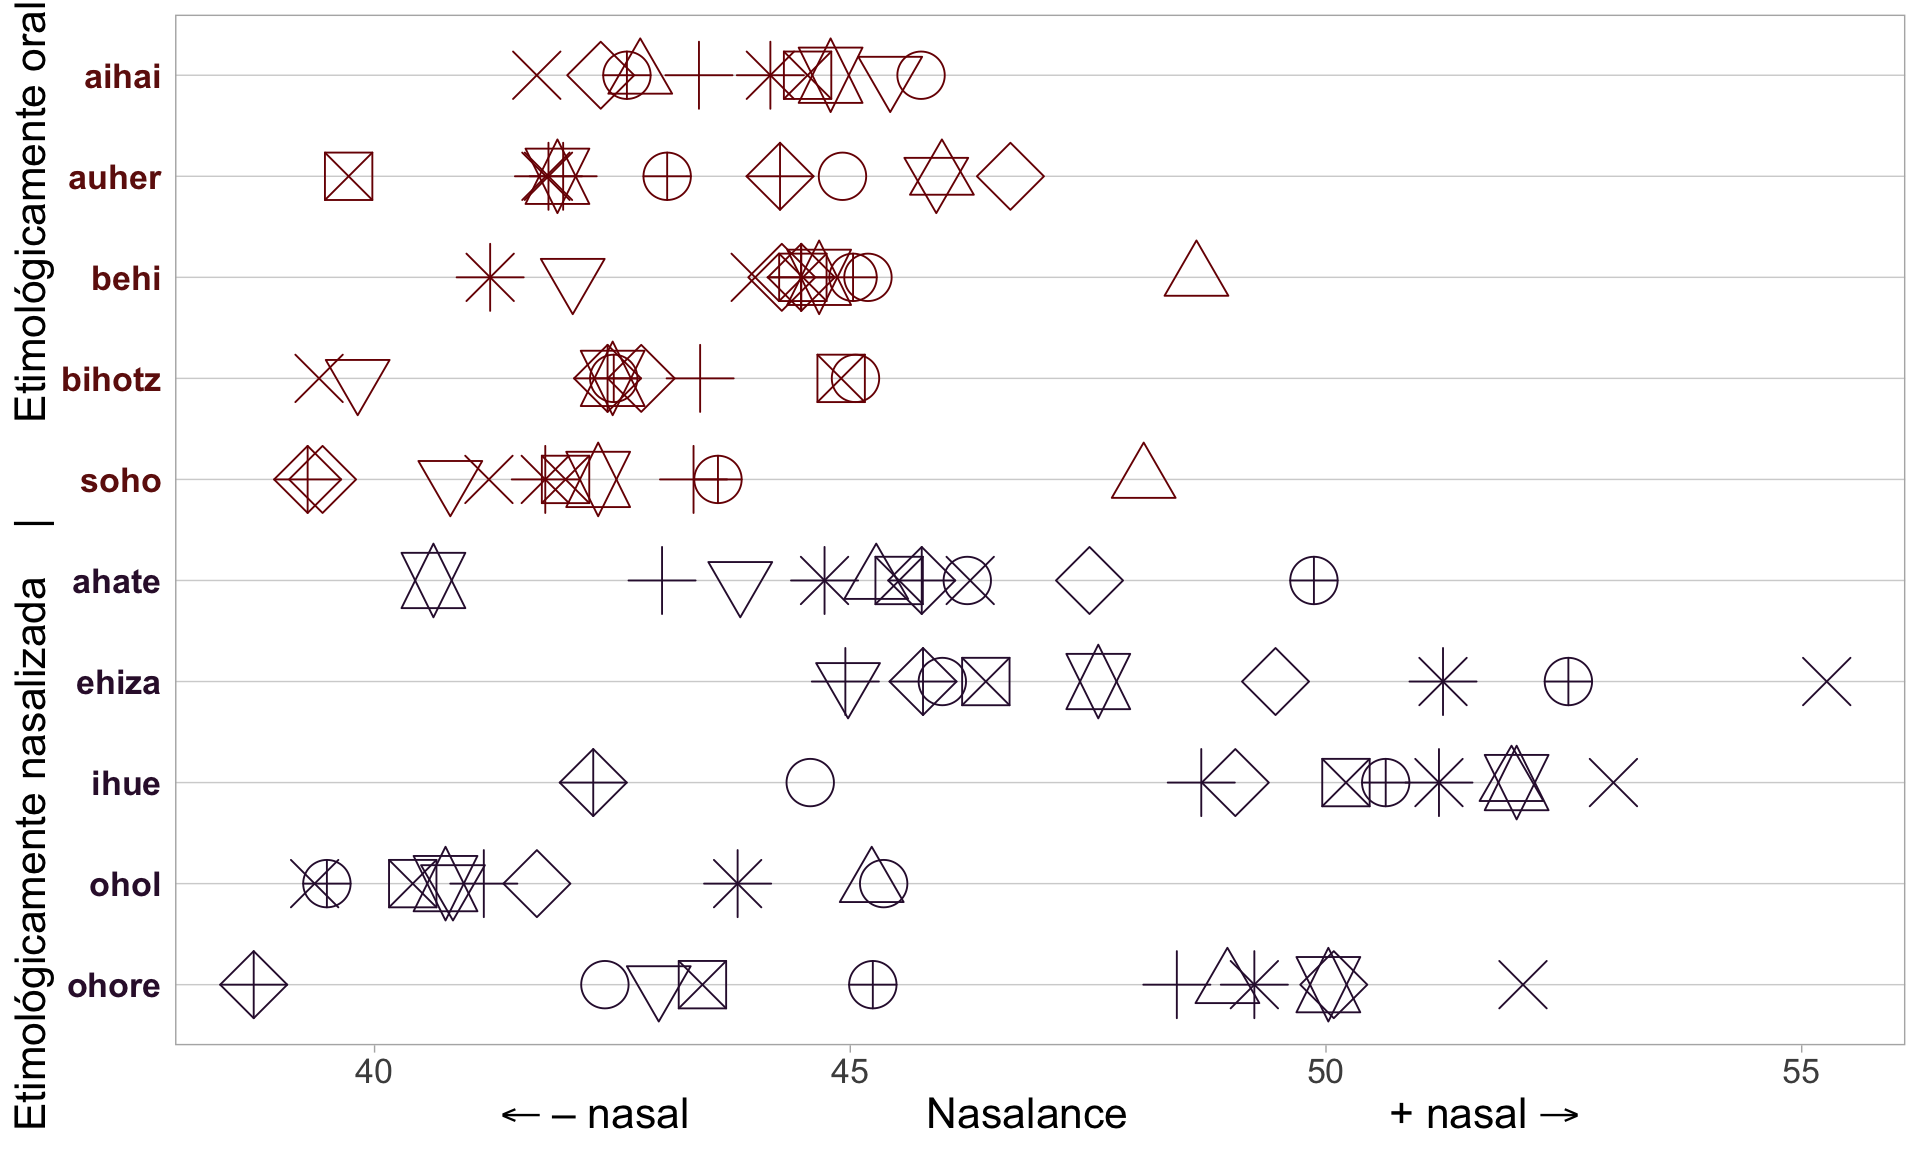 Etimológicamente nasalizada | Etimológicamente oral
aihai
auher
behi
bihotz
soho
ahate
ehiza
ihue
ohol
ohore
40 45 50 55
← – nasal Nasalance + nasal →